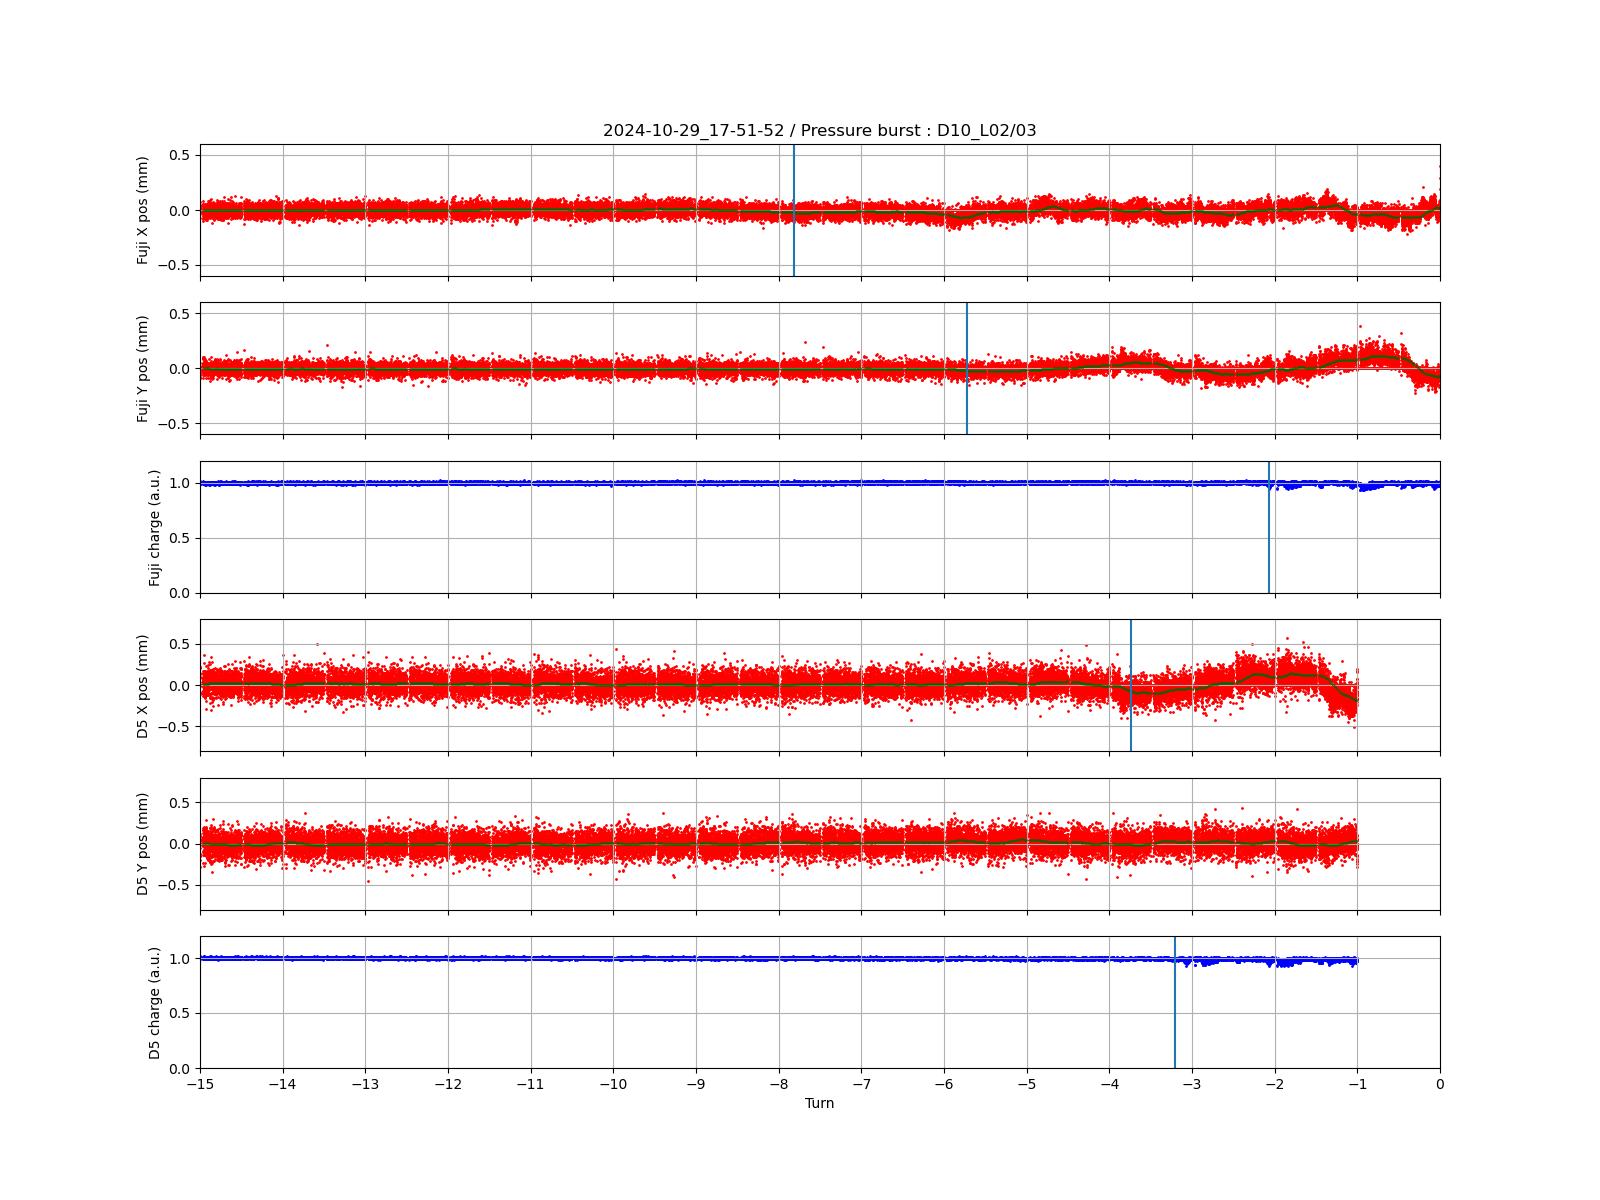 2024-10-29_17-51-52 / Pressure burst : D10_L02/03
Fuji X pos (mm)
0.5
0.0
−0.5
Fuji Y pos (mm)
0.5
0.0
−0.5
Fuji charge (a.u.)
1.0
0.5
0.0
D5 X pos (mm)
0.5
0.0
−0.5
D5 Y pos (mm)
0.5
0.0
−0.5
D5 charge (a.u.)
1.0
0.5
0.0
−15 −14 −13 −12 −11 −10 −9 −8 −7 −6 −5 −4 −3 −2 −1 0
Turn